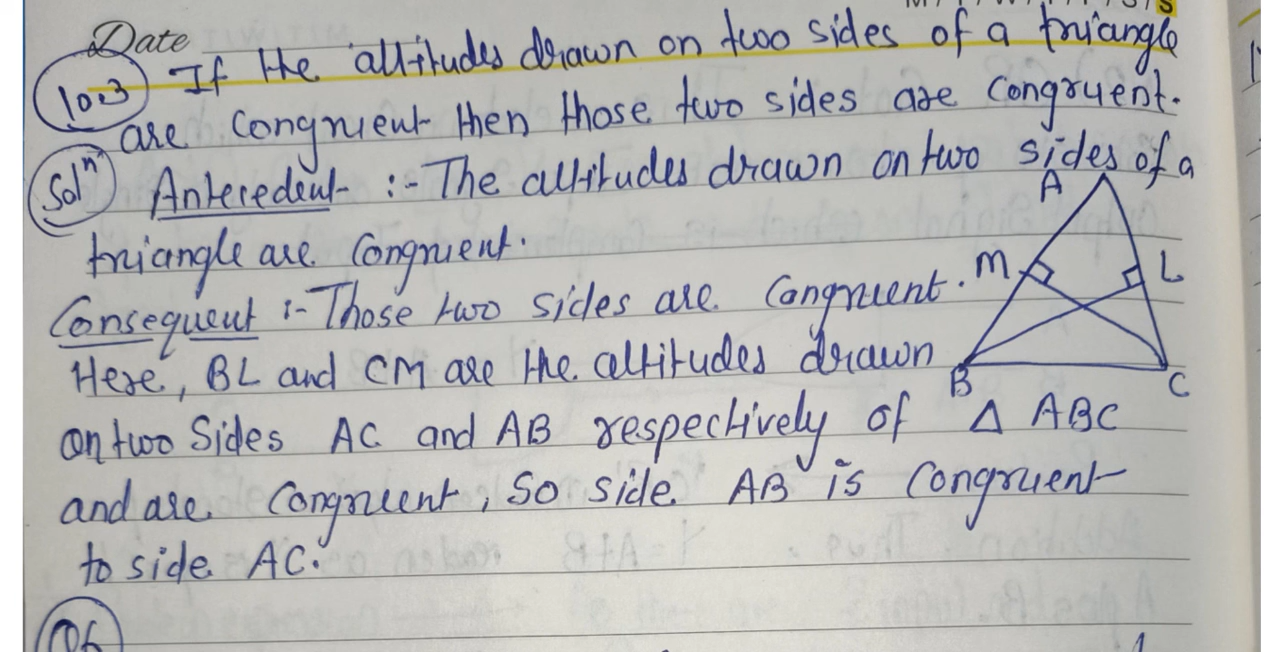 Date
10.3 If the altitudes drawn on two sides of a triangle
are congruent then those two sides are congruent.
Solⁿ Antecedent :- The altitudes drawn on two sides of a
triangle are congruent.
Consequent :- Those two sides are congruent.
Here, BL and CM are the altitudes drawn
on two sides AC and AB respectively of Δ ABC
and are congruent, so side AB is congruent
to side AC.
A
M
L
B
C